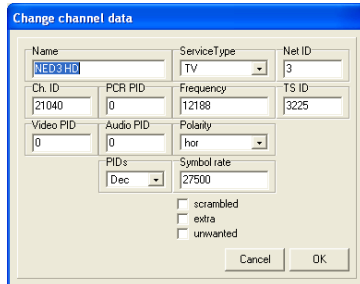 Change channel data
Name ServiceType Net ID
NED3 HD TV 3
Ch. ID PCR PID Frequency TS ID
21040 0 12188 3225
Video PID Audio PID Polarity
0 0 hor
PIDs Symbol rate
Dec 27500
scrambled
extra
unwanted
Cancel OK